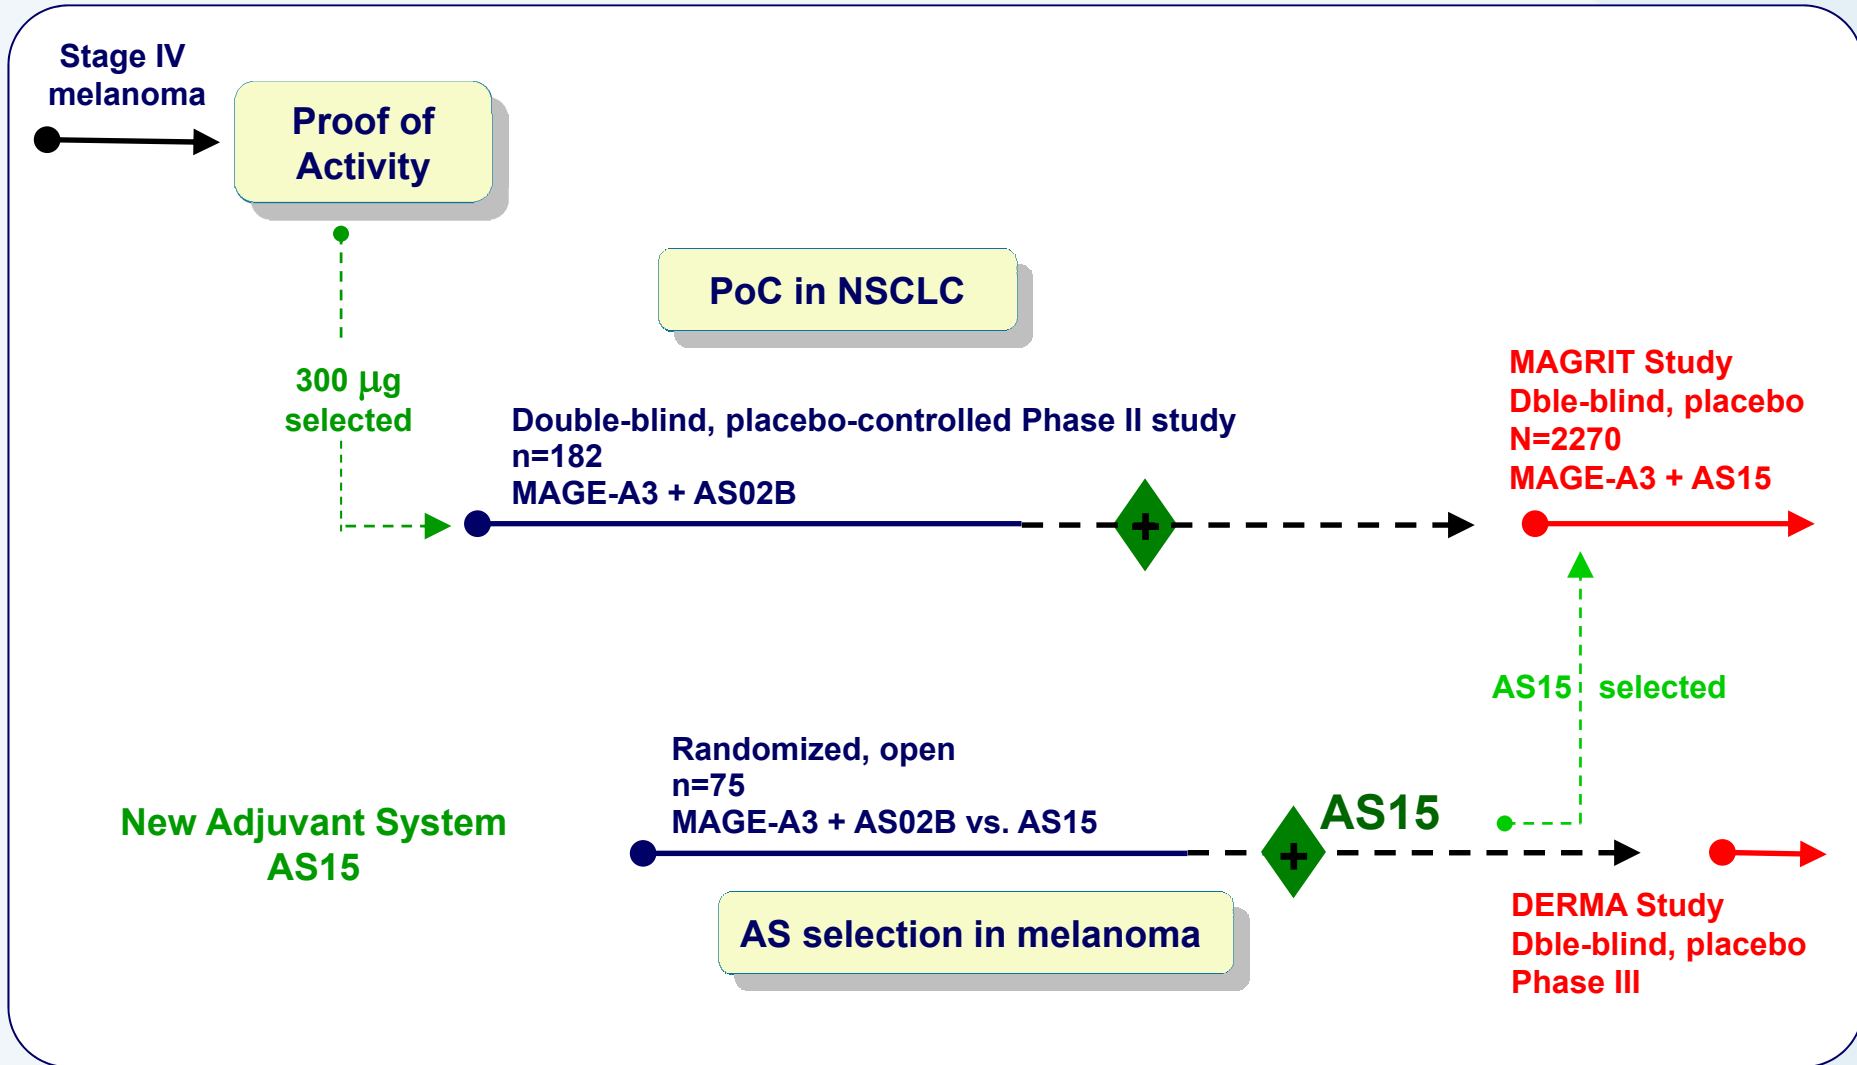 Stage IV
melanoma
Proof of
Activity
PoC in NSCLC
300 μg
selected
Double-blind, placebo-controlled Phase II study
n=182
MAGE-A3 + AS02B
+
MAGRIT Study
Dble-blind, placebo
N=2270
MAGE-A3 + AS15
AS15 selected
New Adjuvant System
AS15
Randomized, open
n=75
MAGE-A3 + AS02B vs. AS15
+
AS15
AS selection in melanoma
DERMA Study
Dble-blind, placebo
Phase III